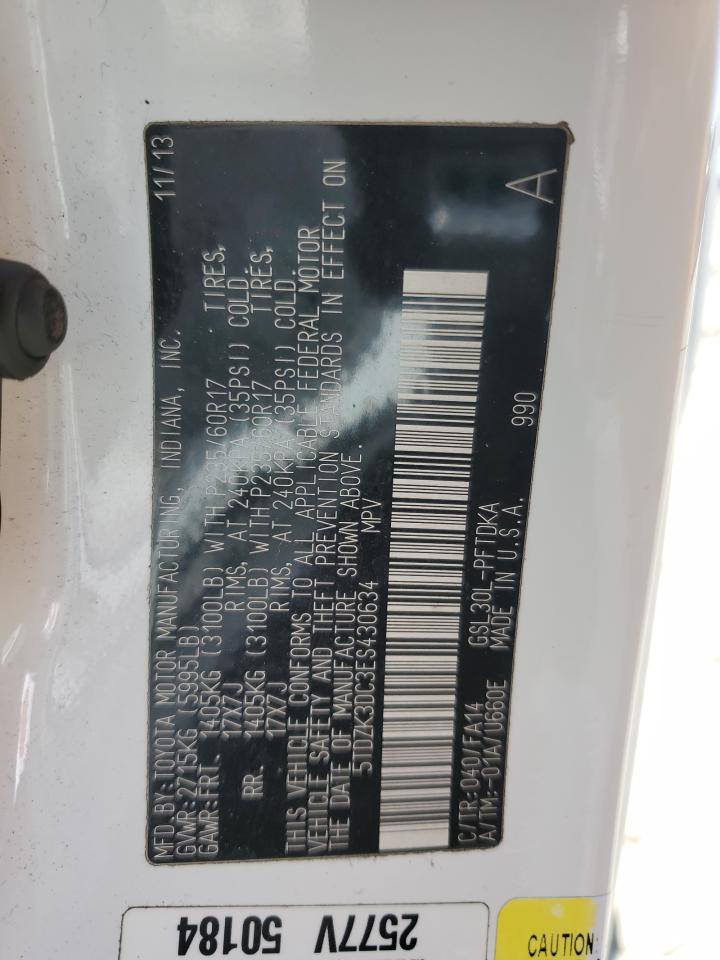 MFD.BY:TOYOTA MOTOR MANUFACTURING, INDIANA, INC. 11/13
GVWR:2715KG (5995LB)
GAWR:FRT. 1405KG (3100LB) WITH P235/60R17 TIRES,
17X7J RIMS, AT 240KPA (35PSI) COLD.
RR. 1405KG (3100LB) WITH P235/60R17 TIRES,
17X7J RIMS, AT 240KPA (35PSI) COLD.
THIS VEHICLE CONFORMS TO ALL APPLICABLE FEDERAL MOTOR
VEHICLE SAFETY AND THEFT PREVENTION STANDARDS IN EFFECT ON
THE DATE OF MANUFACTURE SHOWN ABOVE.
5TDZK3DC3ES430634 MPV
C/TR:040/FA14 GSL30L-PFTDKA 990
A/TM:-01A/U660E MADE IN U.S.A. A
2577V
50184
CAUTION: